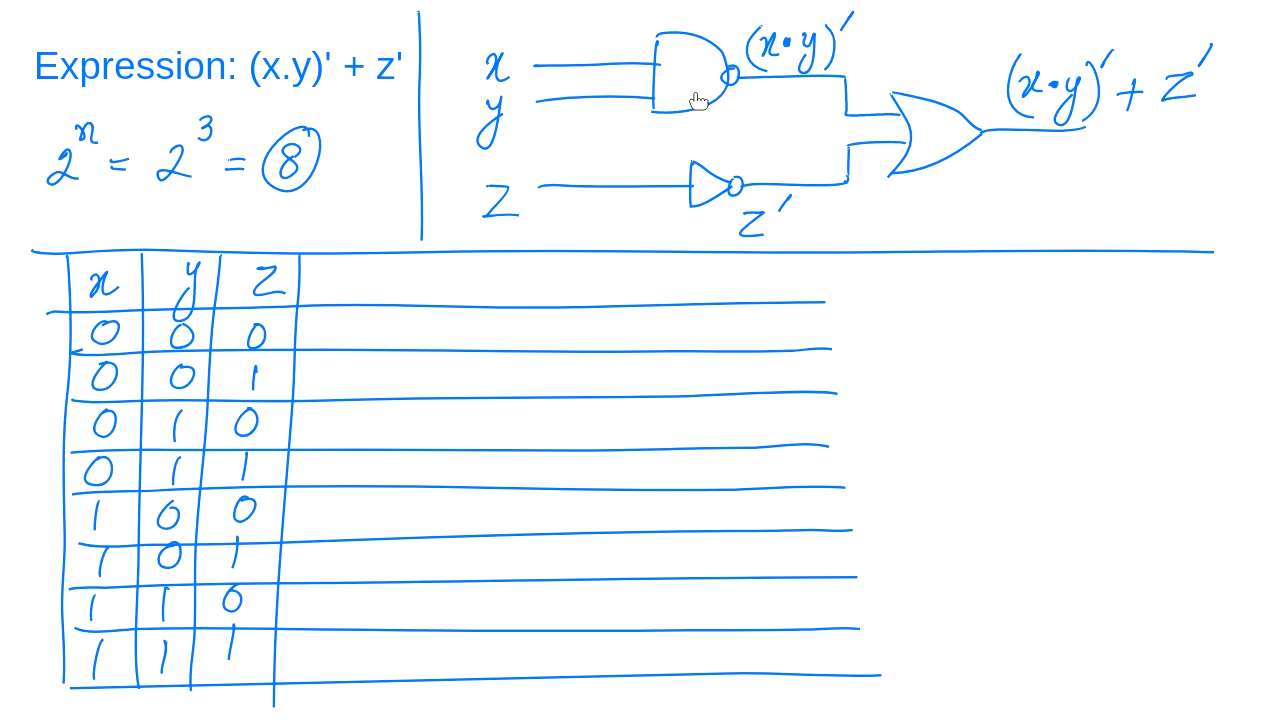 Expression: (x.y)' + z'
2^n = 2^3 = 8
x
y
z
(x·y)'
z'
(x·y)' + z'
x y z
0 0 0
0 0 1
0 1 0
0 1 1
1 0 0
1 0 1
1 1 0
1 1 1